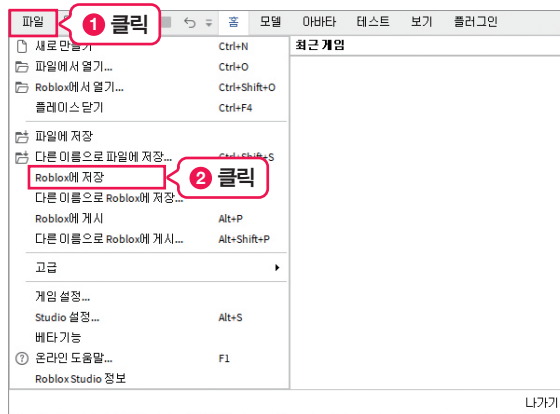 파일 홈 모델 아바타 테스트 보기 플러그인
1 클릭
새로 만들기 Ctrl+N
최근 게임
파일에서 열기... Ctrl+O
Roblox에서 열기... Ctrl+Shift+O
플레이스 닫기 Ctrl+F4
파일에 저장
다른 이름으로 파일에 저장... Ctrl+Shift+S
Roblox에 저장
2 클릭
다른 이름으로 Roblox에 저장...
Roblox에 게시 Alt+P
다른 이름으로 Roblox에 게시... Alt+Shift+P
고급
게임 설정...
Studio 설정... Alt+S
베타 기능
온라인 도움말... F1
Roblox Studio 정보
나가기